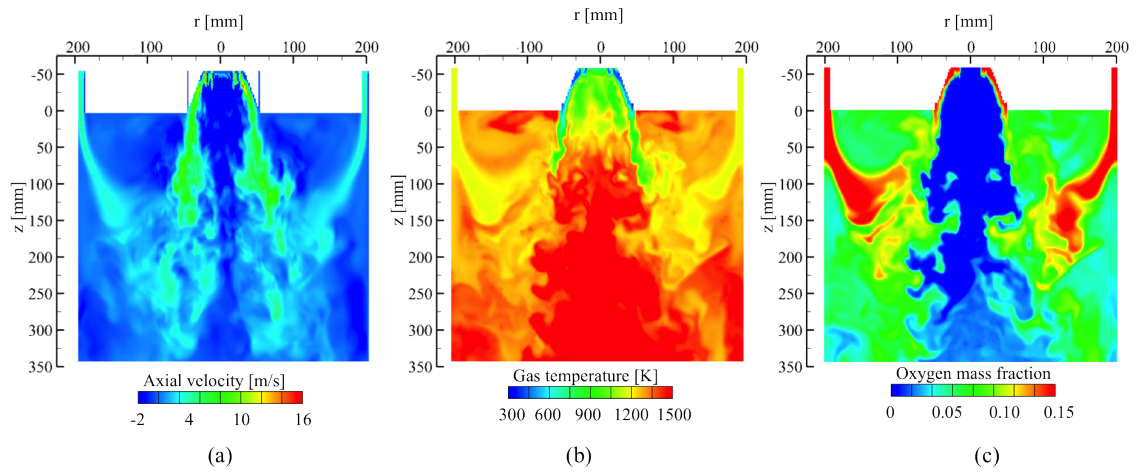 r [mm]
200 100 0 100 200
-50
0
50
100
150
200
250
300
350
z [mm]
Axial velocity [m/s]
-2 4 10 16
(a)
r [mm]
200 100 0 100 200
-50
0
50
100
150
200
250
300
350
z [mm]
Gas temperature [K]
300 600 900 1200 1500
(b)
r [mm]
200 100 0 100 200
-50
0
50
100
150
200
250
300
350
z [mm]
Oxygen mass fraction
0 0.05 0.10 0.15
(c)